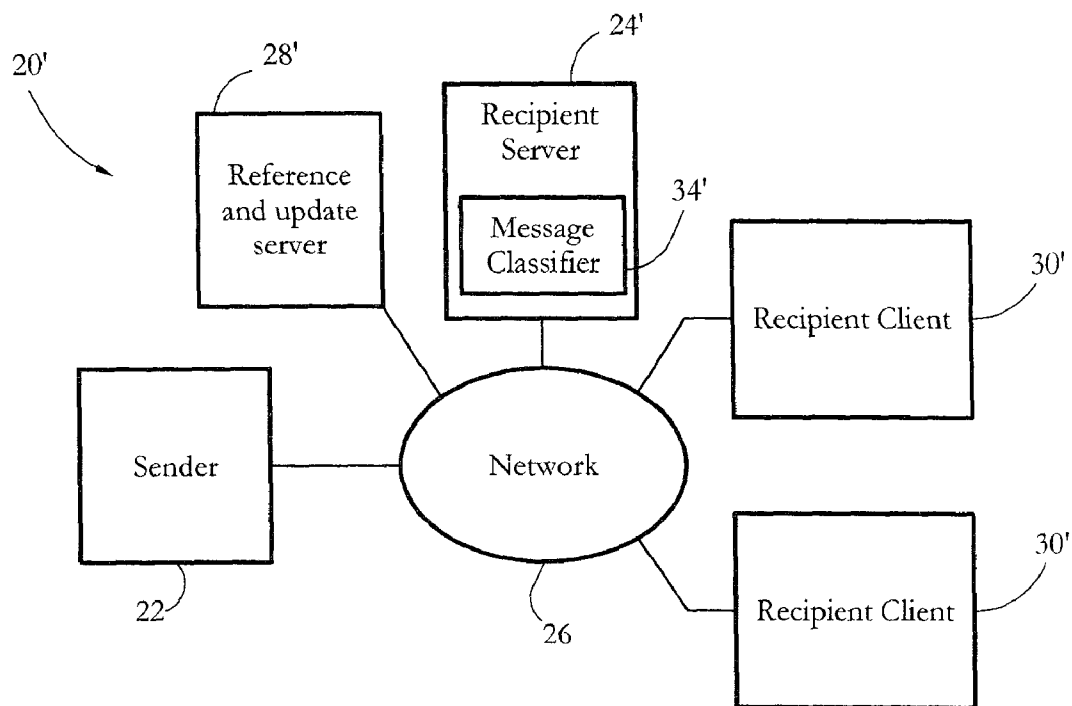 20'
28'
24'
Reference
and update
server
Recipient
Server
34'
Message
Classifier
30'
Recipient Client
Sender
Network
22
26
30'
Recipient Client